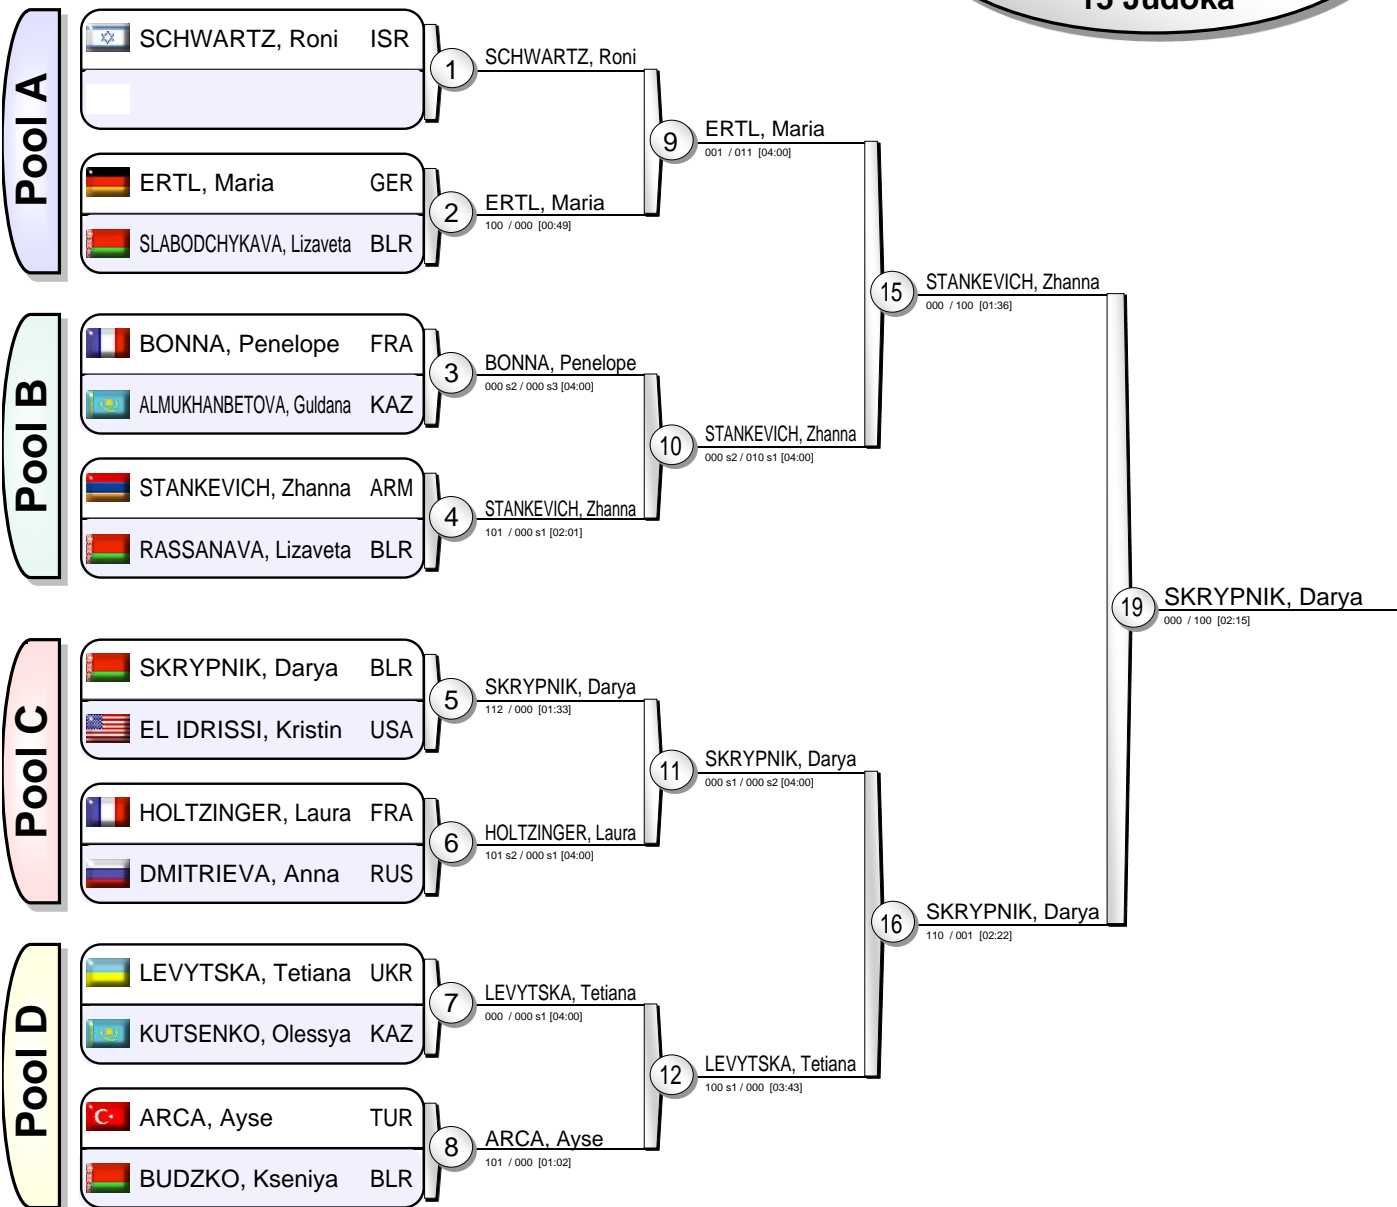 15 Judoka
Pool A
SCHWARTZ, Roni ISR
1
SCHWARTZ, Roni
ERTL, Maria GER
SLABODCHYKAVA, Lizaveta BLR
2
ERTL, Maria
100 / 000 [00:49]
9
ERTL, Maria
001 / 011 [04:00]
Pool B
BONNA, Penelope FRA
ALMUKHANBETOVA, Guldana KAZ
3
BONNA, Penelope
000 s2 / 000 s3 [04:00]
STANKEVICH, Zhanna ARM
RASSANAVA, Lizaveta BLR
4
STANKEVICH, Zhanna
101 / 000 s1 [02:01]
10
STANKEVICH, Zhanna
000 s2 / 010 s1 [04:00]
15
STANKEVICH, Zhanna
000 / 100 [01:36]
Pool C
SKRYPNIK, Darya BLR
EL IDRISSI, Kristin USA
5
SKRYPNIK, Darya
112 / 000 [01:33]
HOLTZINGER, Laura FRA
DMITRIEVA, Anna RUS
6
HOLTZINGER, Laura
101 s2 / 000 s1 [04:00]
11
SKRYPNIK, Darya
000 s1 / 000 s2 [04:00]
Pool D
LEVYTSKA, Tetiana UKR
KUTSENKO, Olessya KAZ
7
LEVYTSKA, Tetiana
000 / 000 s1 [04:00]
ARCA, Ayse TUR
BUDZKO, Kseniya BLR
8
ARCA, Ayse
101 / 000 [01:02]
12
LEVYTSKA, Tetiana
100 s1 / 000 [03:43]
16
SKRYPNIK, Darya
110 / 001 [02:22]
19
SKRYPNIK, Darya
000 / 100 [02:15]